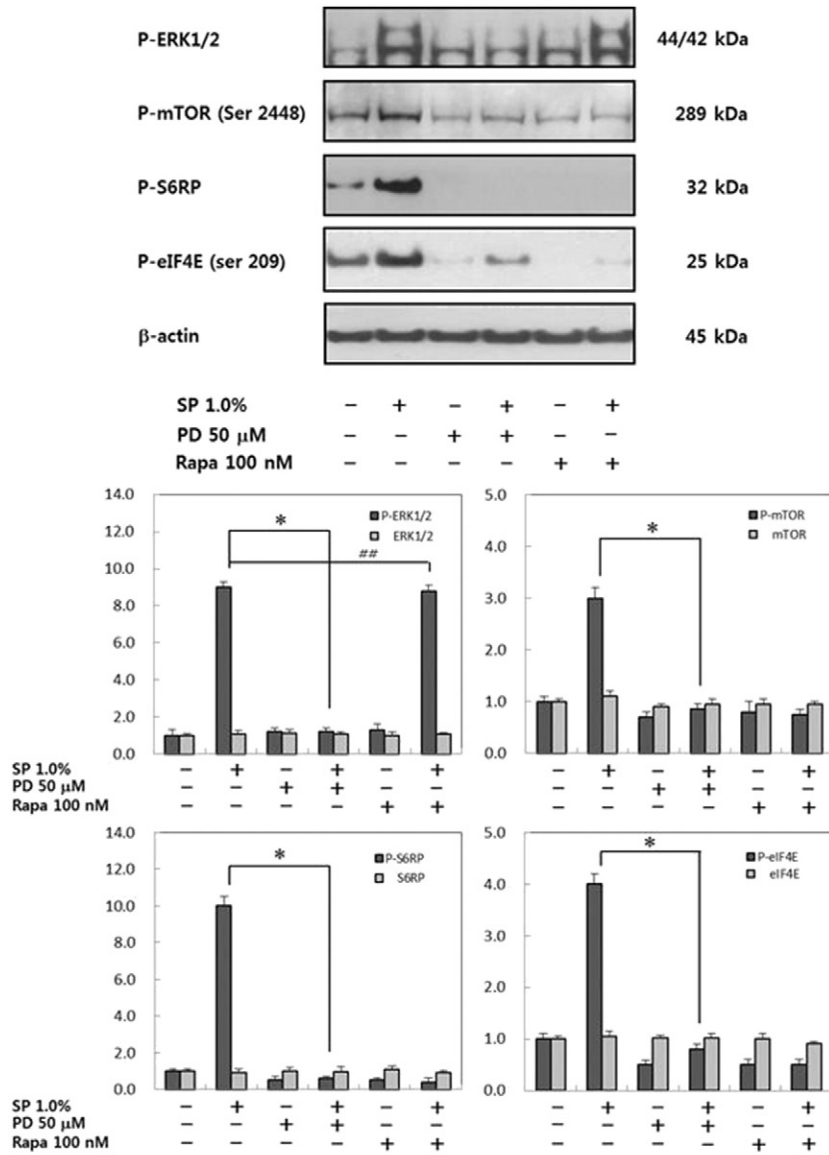 P-ERK1/2 44/42 kDa
P-mTOR (Ser 2448) 289 kDa
P-S6RP 32 kDa
P-eIF4E (ser 209) 25 kDa
β-actin 45 kDa
SP 1.0% − + − + − +
PD 50 μM − − + + − −
Rapa 100 nM − − − − + +
14.0
12.0
10.0
8.0
6.0
4.0
2.0
0.0
*
##
P-ERK1/2
ERK1/2
SP 1.0% − + − + − +
PD 50 μM − − + + − −
Rapa 100 nM − − − − + +
5.0
4.0
3.0
2.0
1.0
0.0
*
P-mTOR
mTOR
− + − + − +
− − + + − −
− − − − + +
14.0
12.0
10.0
8.0
6.0
4.0
2.0
0.0
*
P-S6RP
S6RP
SP 1.0% − + − + − +
PD 50 μM − − + + − −
Rapa 100 nM − − − − + +
5.0
4.0
3.0
2.0
1.0
0.0
*
P-eIF4E
eIF4E
− + − + − +
− − + + − −
− − − − + +